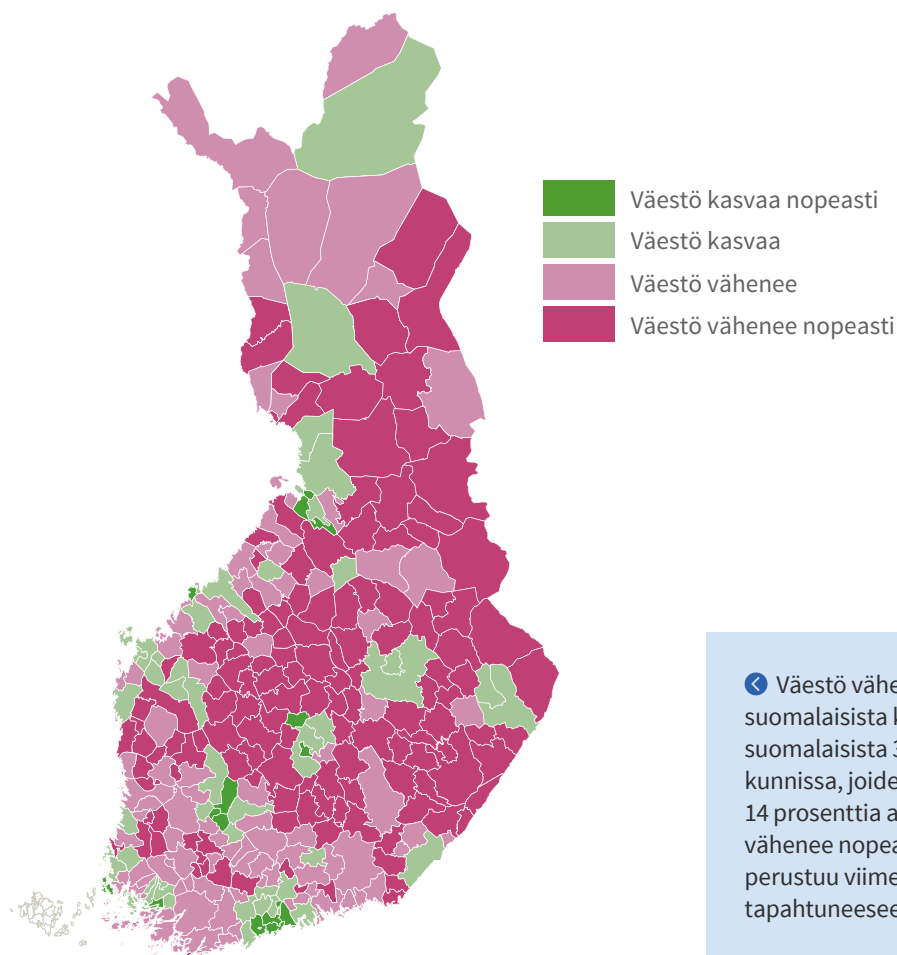 Väestö kasvaa nopeasti
Väestö kasvaa
Väestö vähenee
Väestö vähenee nopeasti
Väestö vähe
suomalaisista k
suomalaisista 3
kunnissa, joide
14 prosenttia a
vähenee nopea
perustuu viime
tapahtuneesee